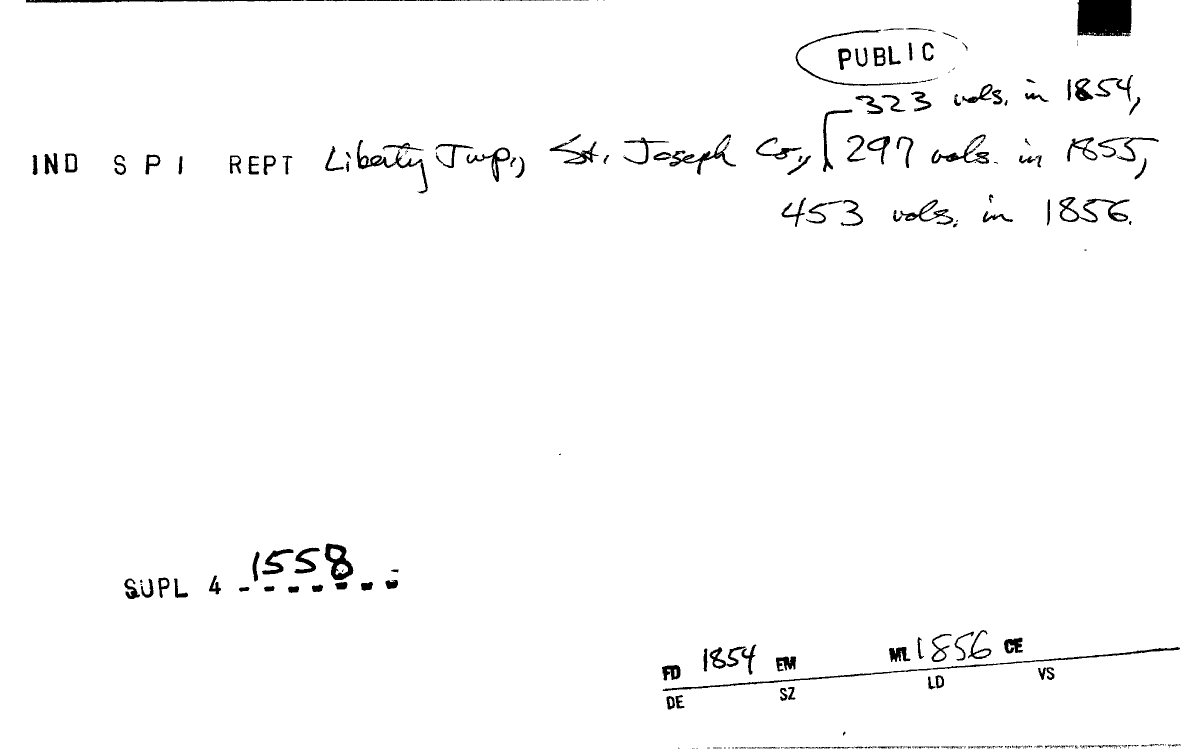 PUBLIC
323 vols. in 1854,
IND S P I REPT Liberty Twp., St. Joseph Co., 297 vols. in 1855,
453 vols. in 1856.
SUPL 4 1558
FD 1854 EM ML 1856 CE
DE SZ LD VS